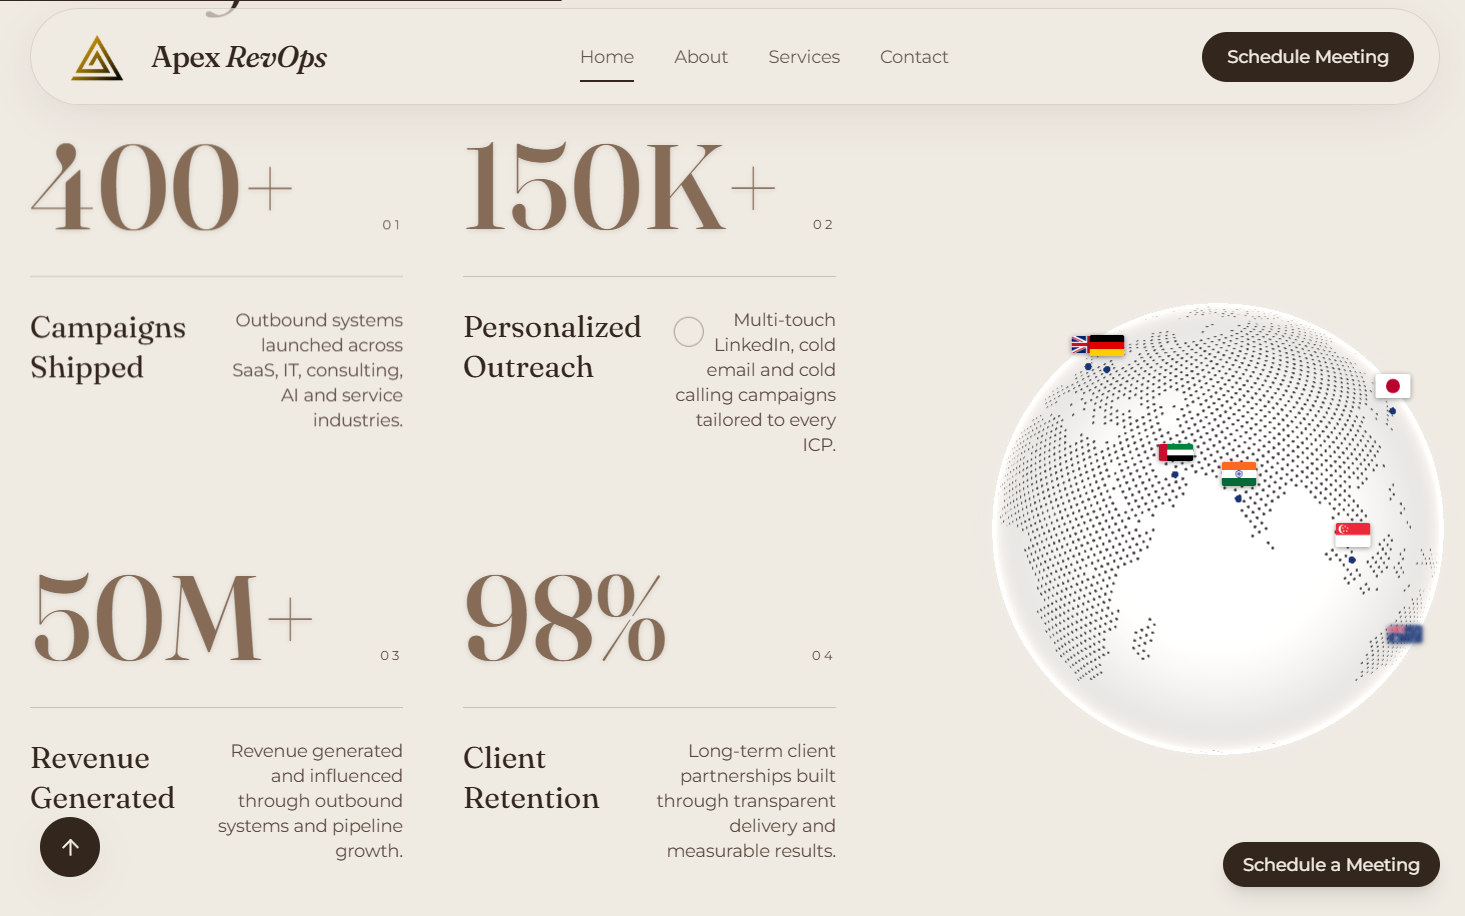 Apex RevOps
Home
About
Services
Contact
Schedule Meeting
400+
01
Campaigns
Shipped
Outbound systems
launched across
SaaS, IT, consulting,
AI and service
industries.
150K+
02
Personalized
Outreach
Multi-touch
LinkedIn, cold
email and cold
calling campaigns
tailored to every
ICP.
50M+
03
Revenue
Generated
Revenue generated
and influenced
through outbound
systems and pipeline
growth.
98%
04
Client
Retention
Long-term client
partnerships built
through transparent
delivery and
measurable results.
Schedule a Meeting